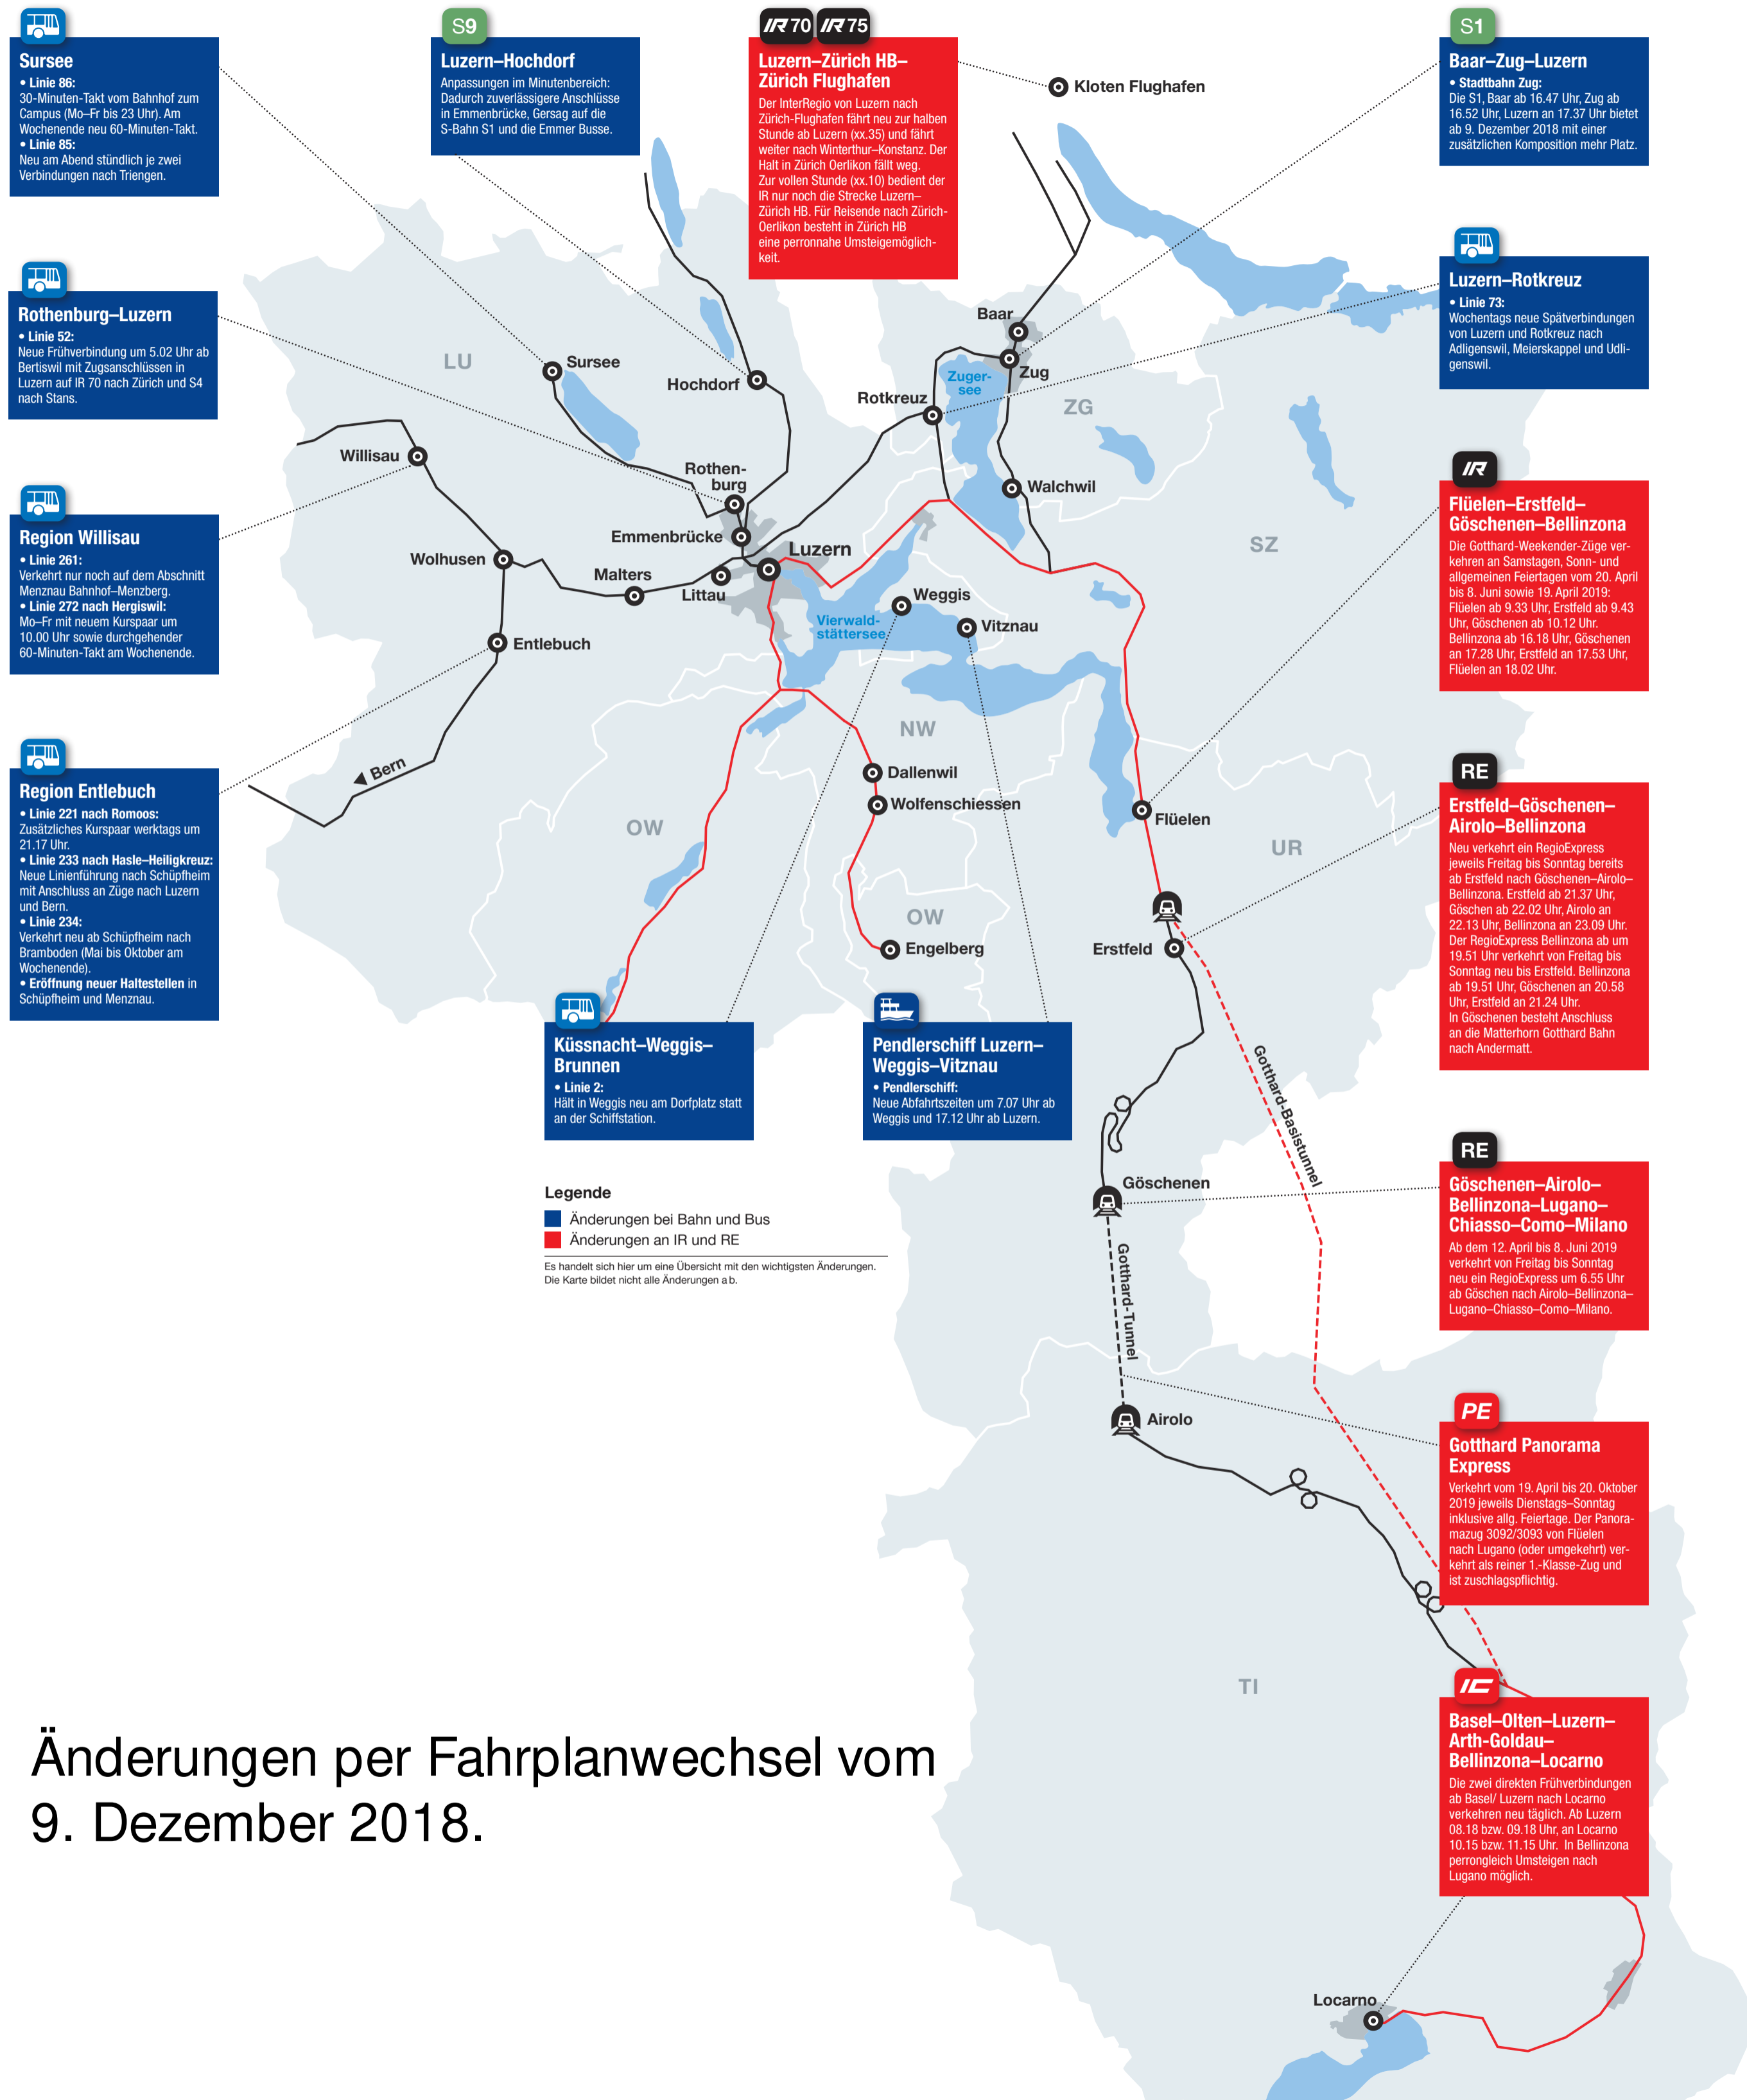 Sursee
• Linie 86:
30-Minuten-Takt vom Bahnhof zum
Campus (Mo–Fr bis 23 Uhr). Am
Wochenende neu 60-Minuten-Takt.
• Linie 85:
Neu am Abend stündlich je zwei
Verbindungen nach Triengen.
S9
Luzern–Hochdorf
Anpassungen im Minutenbereich:
Dadurch zuverlässigere Anschlüsse
in Emmenbrücke, Gersag auf die
S-Bahn S1 und die Emmer Busse.
IR 70 IR 75
Luzern–Zürich HB–
Zürich Flughafen
Der InterRegio von Luzern nach
Zürich-Flughafen fährt neu zur halben
Stunde ab Luzern (xx.35) und fährt
weiter nach Winterthur–Konstanz. Der
Halt in Zürich Oerlikon fällt weg.
Zur vollen Stunde (xx.10) bedient der
IR nur noch die Strecke Luzern–
Zürich HB. Für Reisende nach Zürich-
Oerlikon besteht in Zürich HB
eine perronnahe Umsteigemöglich-
keit.
Kloten Flughafen
S1
Baar–Zug–Luzern
• Stadtbahn Zug:
Die S1, Baar ab 16.47 Uhr, Zug ab
16.52 Uhr, Luzern an 17.37 Uhr bietet
ab 9. Dezember 2018 mit einer
zusätzlichen Komposition mehr Platz.
Rothenburg–Luzern
• Linie 52:
Neue Frühverbindung um 5.02 Uhr ab
Bertiswil mit Zugsanschlüssen in
Luzern auf IR 70 nach Zürich und S4
nach Stans.
Luzern–Rotkreuz
• Linie 73:
Wochentags neue Spätverbindungen
von Luzern und Rotkreuz nach
Adligenswil, Meierskappel und Udli-
genswil.
LU
Sursee
Hochdorf
Baar
Zug
Zuger-
see
Rotkreuz
ZG
Willisau
Rothen-
burg
Walchwil
Emmenbrücke
Luzern
SZ
Wolhusen
Malters
Littau
Weggis
Vierwald-
stättersee
Vitznau
Entlebuch
Region Willisau
• Linie 261:
Verkehrt nur noch auf dem Abschnitt
Menznau Bahnhof–Menzberg.
• Linie 272 nach Hergiswil:
Mo–Fr mit neuem Kurspaar um
10.00 Uhr sowie durchgehender
60-Minuten-Takt am Wochenende.
IR
Flüelen–Erstfeld–
Göschenen–Bellinzona
Die Gotthard-Weekender-Züge ver-
kehren an Samstagen, Sonn- und
allgemeinen Feiertagen vom 20. April
bis 8. Juni sowie 19. April 2019:
Flüelen ab 9.33 Uhr, Erstfeld ab 9.43
Uhr, Göschenen ab 10.12 Uhr.
Bellinzona ab 16.18 Uhr, Göschenen
an 17.28 Uhr, Erstfeld an 17.53 Uhr,
Flüelen an 18.02 Uhr.
NW
Bern
Dallenwil
Wolfenschiessen
OW
Flüelen
UR
OW
Engelberg
Erstfeld
Region Entlebuch
• Linie 221 nach Romoos:
Zusätzliches Kurspaar werktags um
21.17 Uhr.
• Linie 233 nach Hasle–Heiligkreuz:
Neue Linienführung nach Schüpfheim
mit Anschluss an Züge nach Luzern
und Bern.
• Linie 234:
Verkehrt neu ab Schüpfheim nach
Bramboden (Mai bis Oktober am
Wochenende).
• Eröffnung neuer Haltestellen in
Schüpfheim und Menznau.
RE
Erstfeld–Göschenen–
Airolo–Bellinzona
Neu verkehrt ein RegioExpress
jeweils Freitag bis Sonntag bereits
ab Erstfeld nach Göschenen–Airolo–
Bellinzona. Erstfeld ab 21.37 Uhr,
Göschen ab 22.02 Uhr, Airolo an
22.13 Uhr, Bellinzona an 23.09 Uhr.
Der RegioExpress Bellinzona ab um
19.51 Uhr verkehrt von Freitag bis
Sonntag neu bis Erstfeld. Bellinzona
ab 19.51 Uhr, Göschenen an 20.58
Uhr, Erstfeld an 21.24 Uhr.
In Göschenen besteht Anschluss
an die Matterhorn Gotthard Bahn
nach Andermatt.
Küssnacht–Weggis–
Brunnen
• Linie 2:
Hält in Weggis neu am Dorfplatz statt
an der Schiffstation.
Pendlerschiff Luzern–
Weggis–Vitznau
• Pendlerschiff:
Neue Abfahrtszeiten um 7.07 Uhr ab
Weggis und 17.12 Uhr ab Luzern.
Gotthard-Basistunnel
Göschenen
Gotthard-Tunnel
Airolo
Legende
Änderungen bei Bahn und Bus
Änderungen an IR und RE
Es handelt sich hier um eine Übersicht mit den wichtigsten Änderungen.
Die Karte bildet nicht alle Änderungen ab.
RE
Göschenen–Airolo–
Bellinzona–Lugano–
Chiasso–Como–Milano
Ab dem 12. April bis 8. Juni 2019
verkehrt von Freitag bis Sonntag
neu ein RegioExpress um 6.55 Uhr
ab Göschen nach Airolo–Bellinzona–
Lugano–Chiasso–Como–Milano.
PE
Gotthard Panorama
Express
Verkehrt vom 19. April bis 20. Oktober
2019 jeweils Dienstags–Sonntag
inklusive allg. Feiertage. Der Panora-
mazug 3092/3093 von Flüelen
nach Lugano (oder umgekehrt) ver-
kehrt als reiner 1.-Klasse-Zug und
ist zuschlagspflichtig.
TI
IC
Basel–Olten–Luzern–
Arth-Goldau–
Bellinzona–Locarno
Die zwei direkten Frühverbindungen
ab Basel/ Luzern nach Locarno
verkehren neu täglich. Ab Luzern
08.18 bzw. 09.18 Uhr, an Locarno
10.15 bzw. 11.15 Uhr. In Bellinzona
perrongleich Umsteigen nach
Lugano möglich.
Änderungen per Fahrplanwechsel vom
9. Dezember 2018.
Locarno